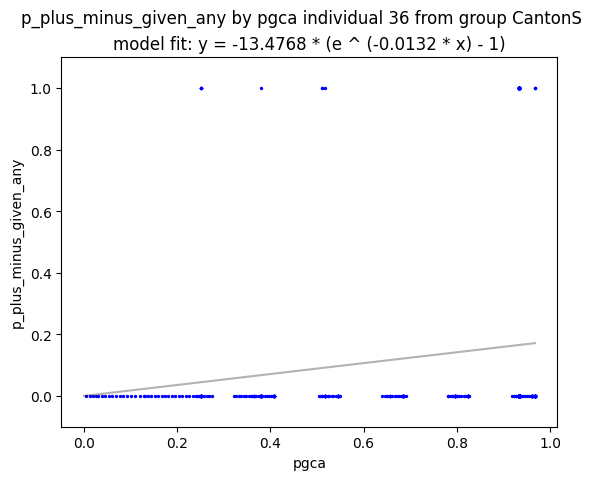 p_plus_minus_given_any by pgca individual 36 from group CantonS
model fit: y = -13.4768 * (e ^ (-0.0132 * x) - 1)
1.0
0.8
0.6
0.4
0.2
0.0
p_plus_minus_given_any
0.0 0.2 0.4 0.6 0.8 1.0
pgca